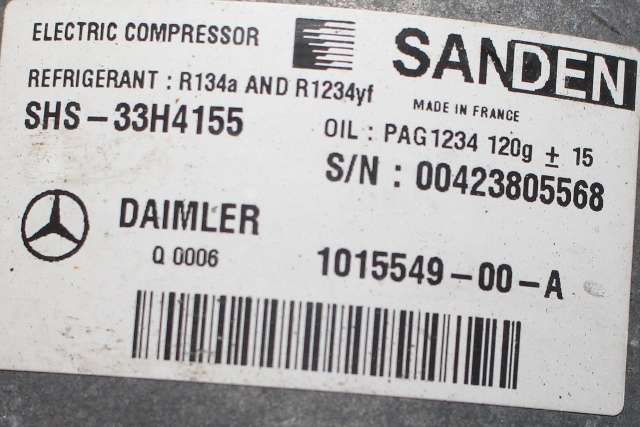 ELECTRIC COMPRESSOR
SANDEN
REFRIGERANT : R134a AND R1234yf
MADE IN FRANCE
SHS-33H4155
OIL : PAG1234 120g ± 15
S/N : 00423805568
DAIMLER
Q 0006
1015549-00-A